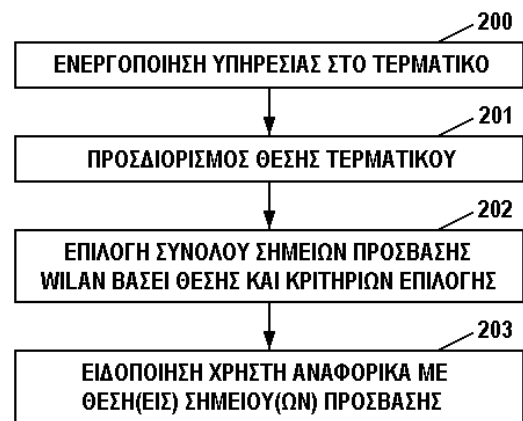 200
ΕΝΕΡΓΟΠΟΙΗΣΗ ΥΠΗΡΕΣΙΑΣ ΣΤΟ ΤΕΡΜΑΤΙΚΟ
201
ΠΡΟΣΔΙΟΡΙΣΜΟΣ ΘΕΣΗΣ ΤΕΡΜΑΤΙΚΟΥ
202
ΕΠΙΛΟΓΗ ΣΥΝΟΛΟΥ ΣΗΜΕΙΩΝ ΠΡΟΣΒΑΣΗΣ
WILAN ΒΑΣΕΙ ΘΕΣΗΣ ΚΑΙ ΚΡΙΤΗΡΙΩΝ ΕΠΙΛΟΓΗΣ
203
ΕΙΔΟΠΟΙΗΣΗ ΧΡΗΣΤΗ ΑΝΑΦΟΡΙΚΑ ΜΕ
ΘΕΣΗ(ΕΙΣ) ΣΗΜΕΙΟΥ(ΩΝ) ΠΡΟΣΒΑΣΗΣ